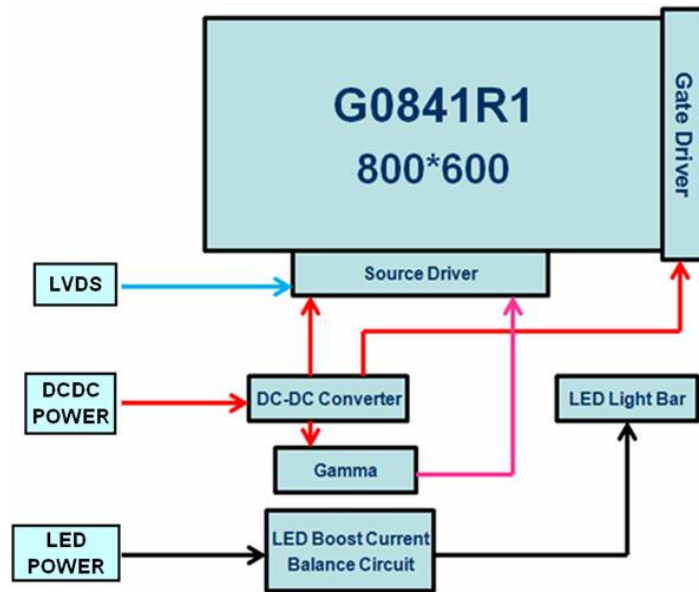 G0841R1
800*600
Gate Driver
Source Driver
LVDS
DCDC
POWER
DC-DC Converter
LED Light Bar
Gamma
LED
POWER
LED Boost Current
Balance Circuit